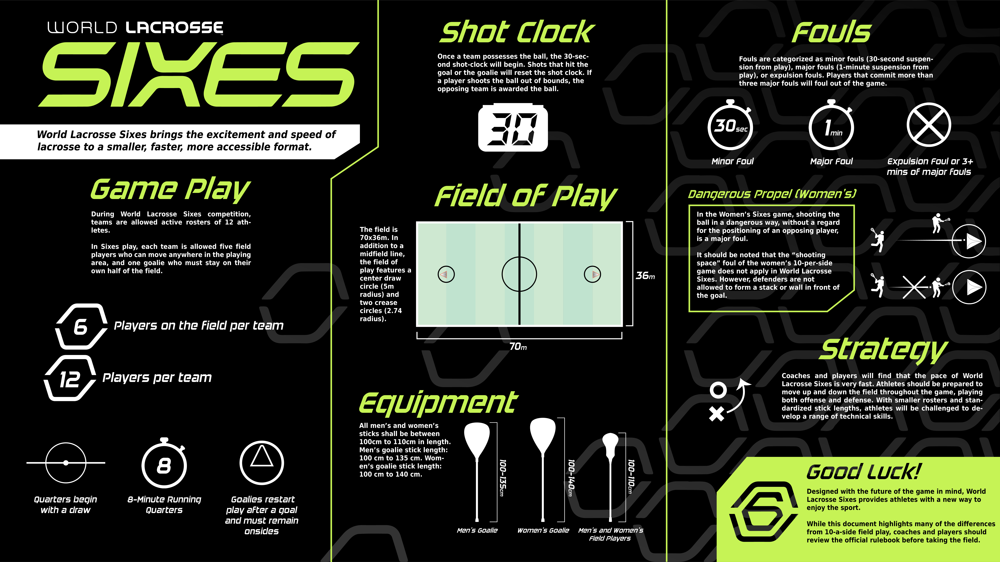 WORLD LACROSSE™
SIXES
World Lacrosse Sixes brings the excitement and speed of
lacrosse to a smaller, faster, more accessible format.
Game Play
During World Lacrosse Sixes competition,
teams are allowed active rosters of 12 ath-
letes.
In Sixes play, each team is allowed five field
players who can move anywhere in the playing
area, and one goalie who must stay on their
own half of the field.
6
Players on the field per team
12
Players per team
Quarters begin
with a draw
8
8-Minute Running
Quarters
Goalies restart
play after a goal
and must remain
onsides
Shot Clock
Once a team possesses the ball, the 30-sec-
ond shot-clock will begin. Shots that hit the
goal or the goalie will reset the shot clock. If
a player shoots the ball out of bounds, the
opposing team is awarded the ball.
30
Field of Play
The field is
70x36m. In
addition to a
midfield line,
the field of
play features a
center draw
circle (5m
radius) and
two crease
circles (2.74
radius).
36m
70m
Equipment
All men's and women's
sticks shall be between
100cm to 110cm in length.
Men's goalie stick length:
100 cm to 135 cm. Wom-
en's goalie stick length:
100 cm to 140 cm.
100-135cm
Men's Goalie
100-140cm
Women's Goalie
100-110cm
Men's and Women's
Field Players
Fouls
Fouls are categorized as minor fouls (30-second suspen-
sion from play), major fouls (1-minute suspension from
play), or expulsion fouls. Players that commit more than
three major fouls will foul out of the game.
30sec
Minor Foul
1min
Major Foul
Expulsion Foul or 3+
mins of major fouls
Dangerous Propel (Women's)
In the Women's Sixes game, shooting the
ball in a dangerous way, without a regard
for the positioning of an opposing player,
is a major foul.
It should be noted that the “shooting
space” foul of the women's 10-per-side
game does not apply in World Lacrosse
Sixes. However, defenders are not
allowed to form a stack or wall in front of
the goal.
Strategy
Coaches and players will find that the pace of World
Lacrosse Sixes is very fast. Athletes should be prepared to
move up and down the field throughout the game, playing
both offense and defense. With smaller rosters and stan-
dardized stick lengths, athletes will be challenged to de-
velop a range of technical skills.
Good Luck!
6
Designed with the future of the game in mind, World
Lacrosse Sixes provides athletes with a new way to
enjoy the sport.
While this document highlights many of the differences
from 10-a-side field play, coaches and players should
review the official rulebook before taking the field.